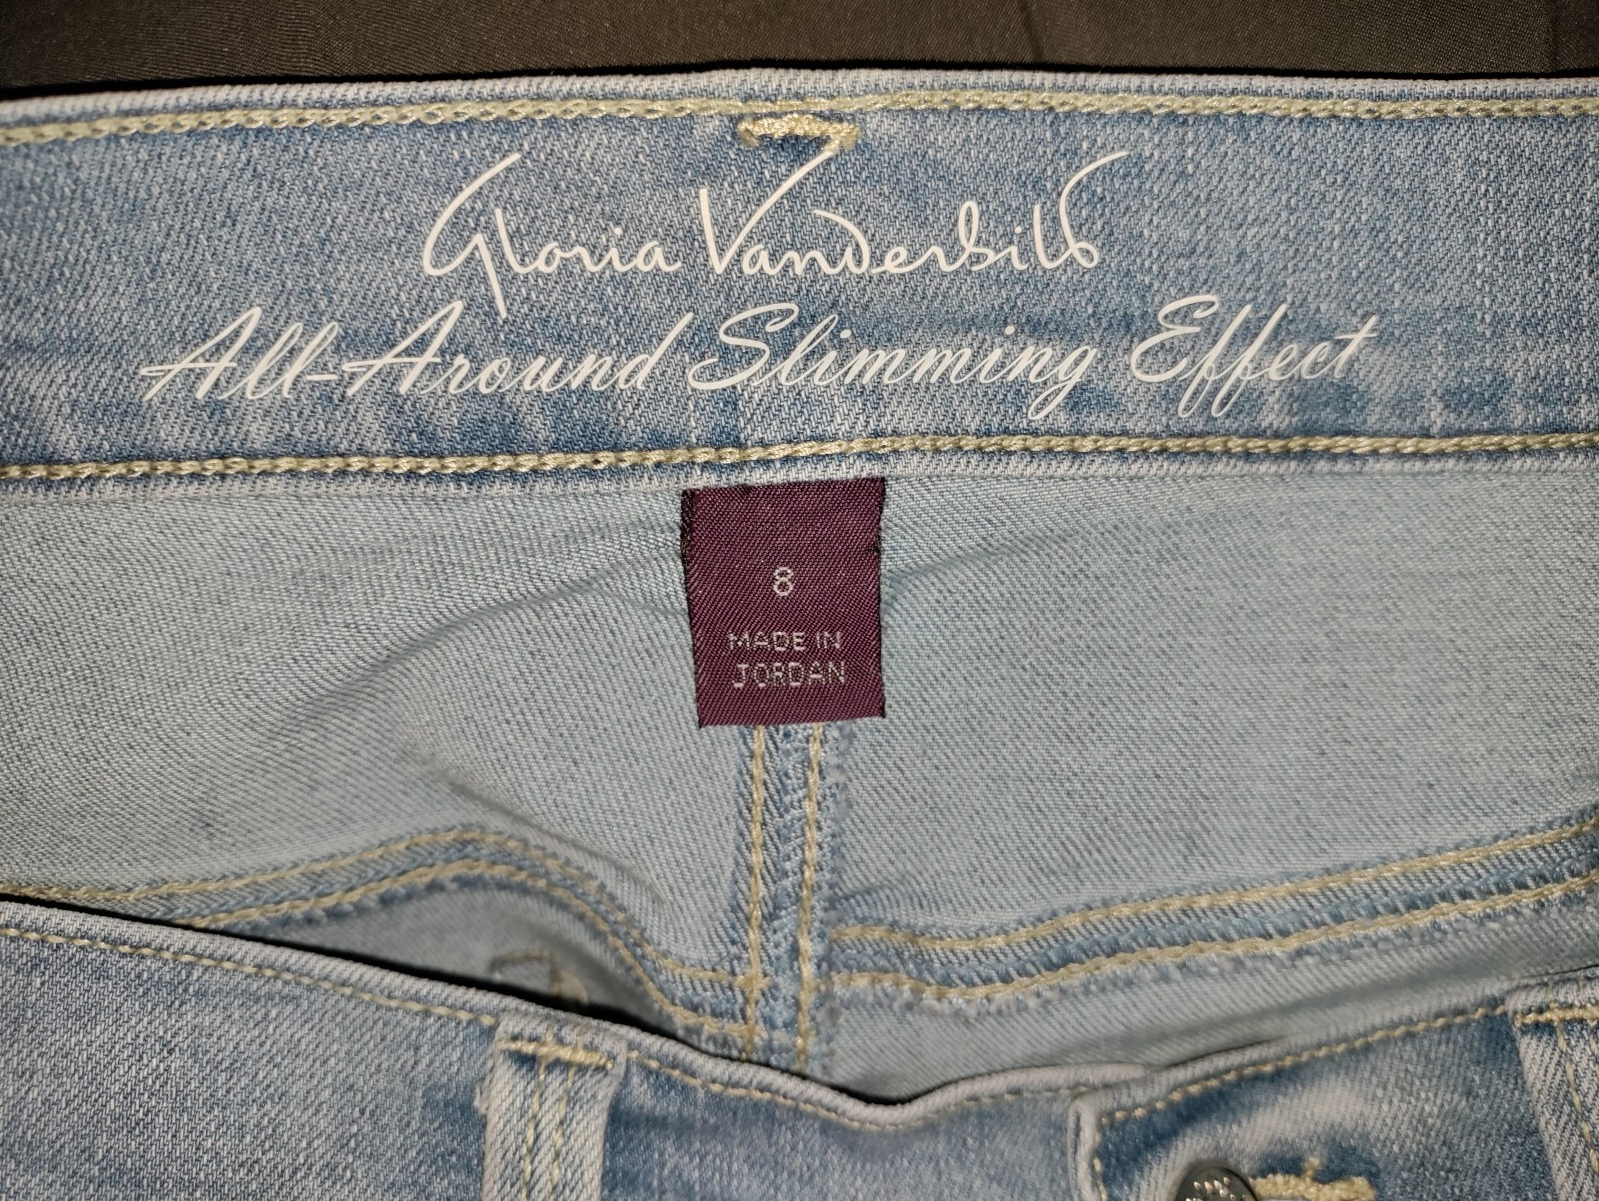 Gloria Vanderbilt
All-Around Slimming Effect
8
MADE IN
JORDAN